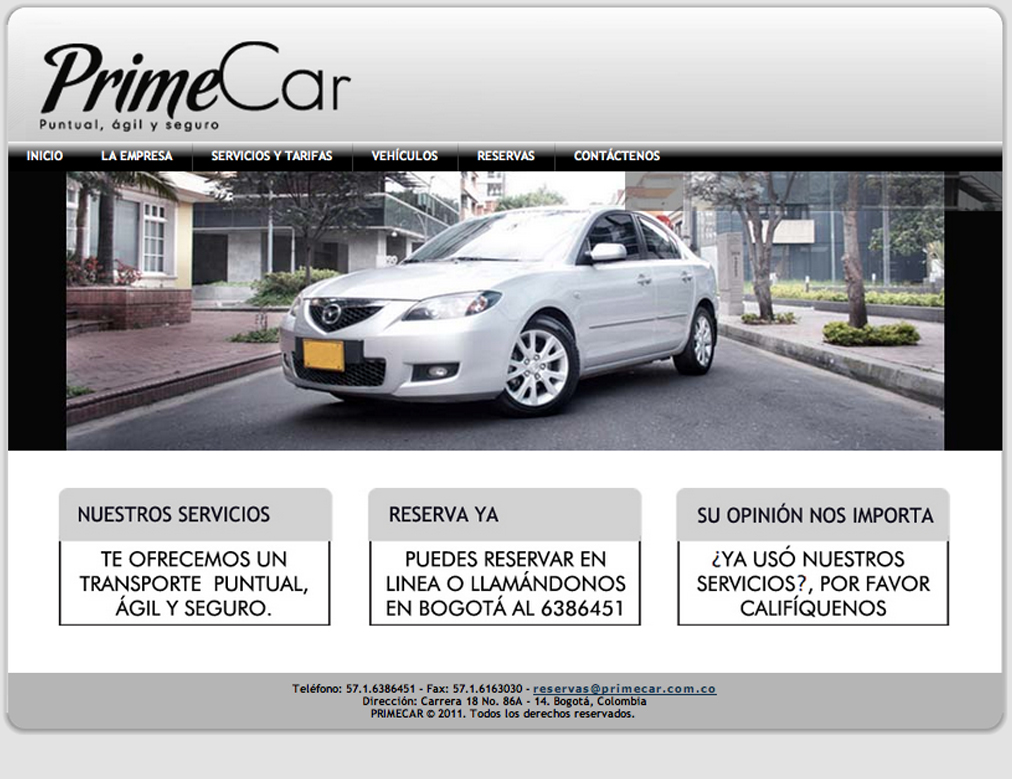 PrimeCar
Puntual, ágil y seguro
INICIO LA EMPRESA SERVICIOS Y TARIFAS VEHÍCULOS RESERVAS CONTÁCTENOS
NUESTROS SERVICIOS
TE OFRECEMOS UN
TRANSPORTE PUNTUAL,
ÁGIL Y SEGURO.
RESERVA YA
PUEDES RESERVAR EN
LINEA O LLAMÁNDONOS
EN BOGOTÁ AL 6386451
SU OPINIÓN NOS IMPORTA
¿YA USÓ NUESTROS
SERVICIOS?, POR FAVOR
CALIFÍQUENOS
Teléfono: 57.1.6386451 - Fax: 57.1.6163030 - reservas@primecar.com.co
Dirección: Carrera 18 No. 86A - 14. Bogotá, Colombia
PRIMECAR © 2011. Todos los derechos reservados.